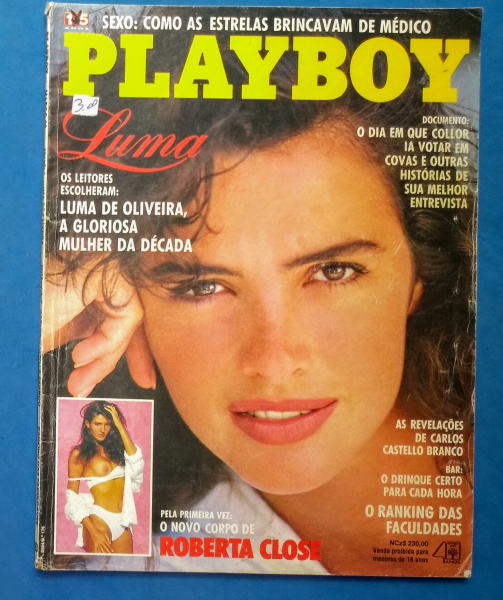 15
ANOS
SEXO: COMO AS ESTRELAS BRINCAVAM DE MÉDICO
PLAYBOY
3,00
Luma
OS LEITORES
ESCOLHERAM:
LUMA DE OLIVEIRA,
A GLORIOSA
MULHER DA DÉCADA
DOCUMENTO:
O DIA EM QUE COLLOR
IA VOTAR EM
COVAS E OUTRAS
HISTÓRIAS DE
SUA MELHOR
ENTREVISTA
AS REVELAÇÕES
DE CARLOS
CASTELLO BRANCO
BAR:
O DRINQUE CERTO
PARA CADA HORA
O RANKING DAS
FACULDADES
PELA PRIMEIRA VEZ:
O NOVO CORPO DE
ROBERTA CLOSE
NCz$ 230,00
Venda proibida para
menores de 18 anos